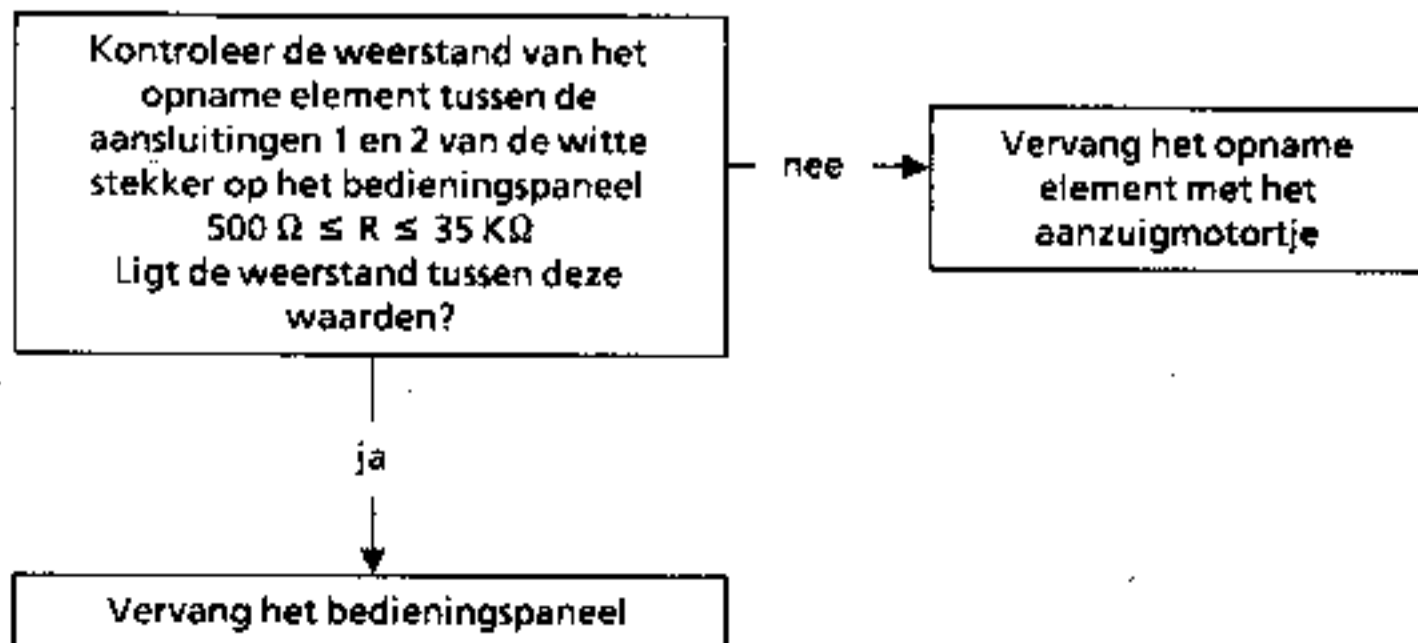 Kontroleer de weerstand van het
opname element tussen de
aansluitingen 1 en 2 van de witte
stekker op het bedieningspaneel
500 Ω ≤ R ≤ 35 KΩ
Ligt de weerstand tussen deze
waarden?
nee
Vervang het opname
element met het
aanzuigmotortje
ja
Vervang het bedieningspaneel